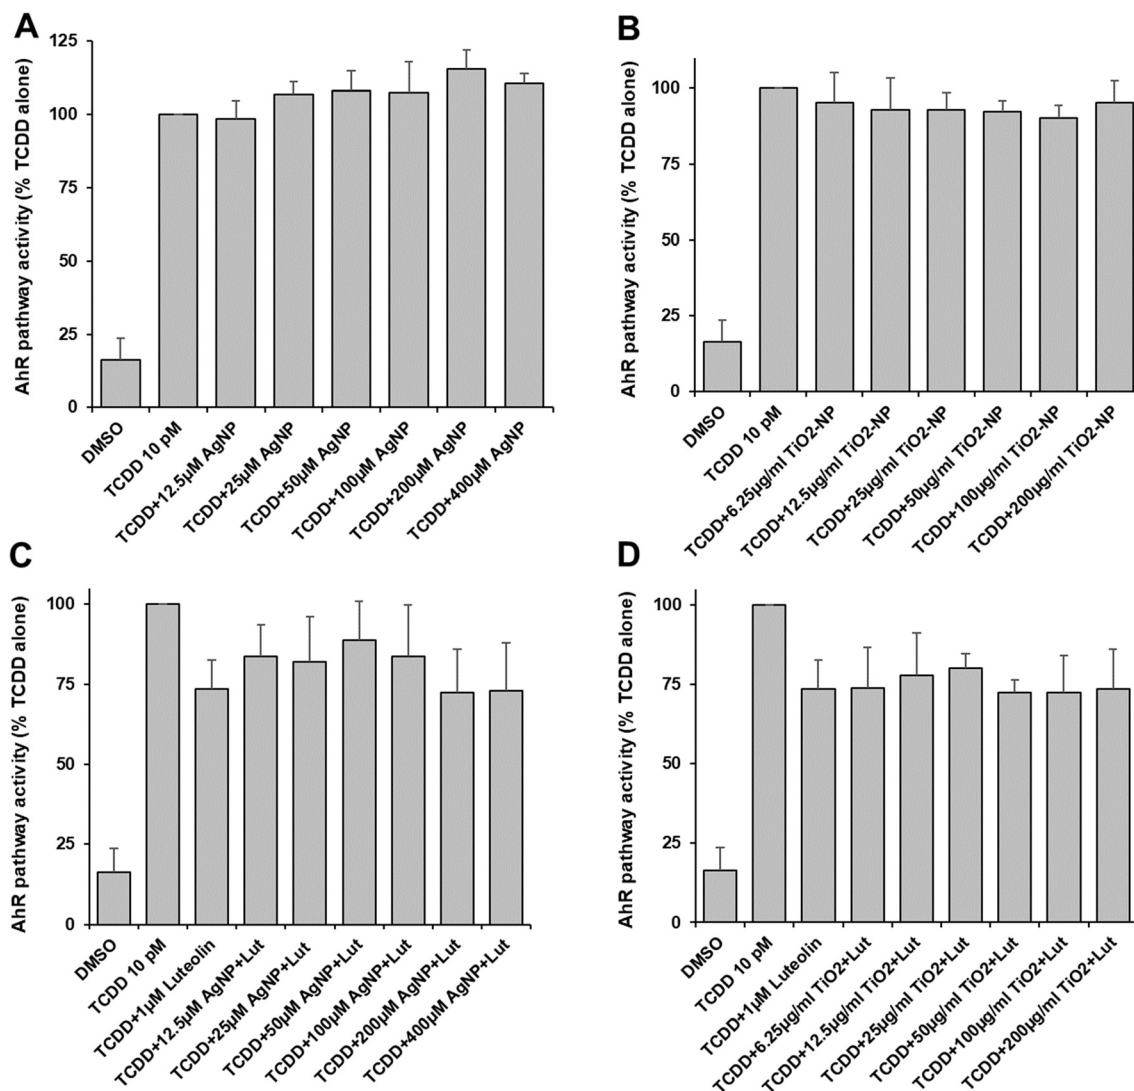 A
AhR pathway activity (% TCDD alone)
125
100
75
50
25
0
DMSO
TCDD 10 pM
TCDD+12.5µM AgNP
TCDD+25µM AgNP
TCDD+50µM AgNP
TCDD+100µM AgNP
TCDD+200µM AgNP
TCDD+400µM AgNP
B
AhR pathway activity (% TCDD alone)
100
75
50
25
0
DMSO
TCDD 10 pM
TCDD+6.25µg/ml TiO2-NP
TCDD+12.5µg/ml TiO2-NP
TCDD+25µg/ml TiO2-NP
TCDD+50µg/ml TiO2-NP
TCDD+100µg/ml TiO2-NP
TCDD+200µg/ml TiO2-NP
C
AhR pathway activity (% TCDD alone)
100
75
50
25
0
DMSO
TCDD 10 pM
TCDD+1µM Luteolin
TCDD+12.5µM AgNP+Lut
TCDD+25µM AgNP+Lut
TCDD+50µM AgNP+Lut
TCDD+100µM AgNP+Lut
TCDD+200µM AgNP+Lut
TCDD+400µM AgNP+Lut
D
AhR pathway activity (% TCDD alone)
100
75
50
25
0
DMSO
TCDD 10 pM
TCDD+1µM Luteolin
TCDD+6.25µg/ml TiO2+Lut
TCDD+12.5µg/ml TiO2+Lut
TCDD+25µg/ml TiO2+Lut
TCDD+50µg/ml TiO2+Lut
TCDD+100µg/ml TiO2+Lut
TCDD+200µg/ml TiO2+Lut